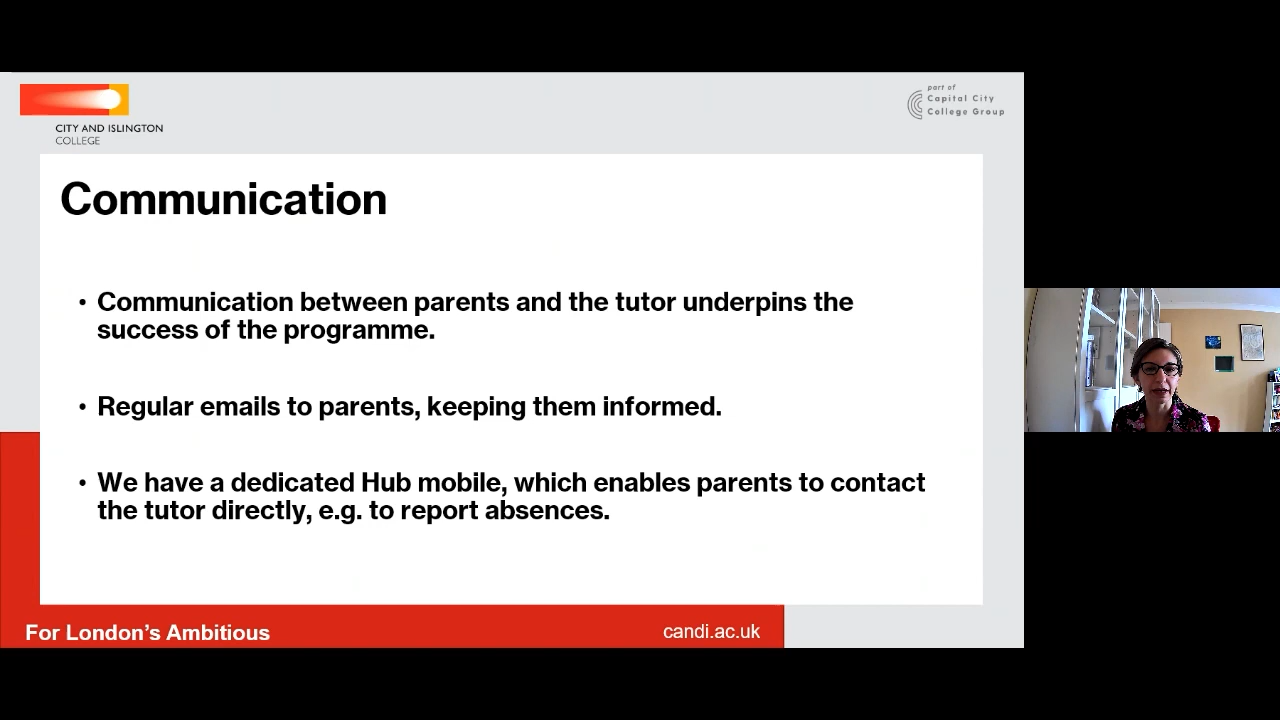 CITY AND ISLINGTON
COLLEGE
part of
Capital City
College Group
Communication
• Communication between parents and the tutor underpins the
success of the programme.
• Regular emails to parents, keeping them informed.
• We have a dedicated Hub mobile, which enables parents to contact
the tutor directly, e.g. to report absences.
For London’s Ambitious
candi.ac.uk